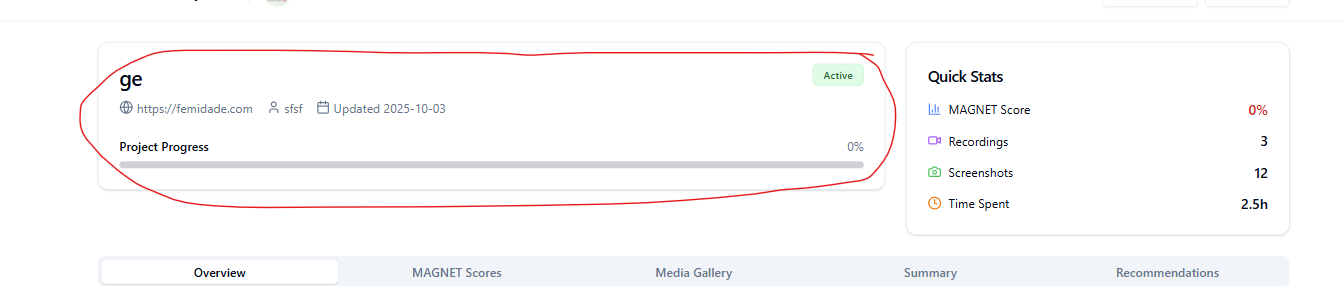 ge
Active
https://femidade.com sfsf Updated 2025-10-03
Project Progress 0%
Quick Stats
MAGNET Score 0%
Recordings 3
Screenshots 12
Time Spent 2.5h
Overview MAGNET Scores Media Gallery Summary Recommendations